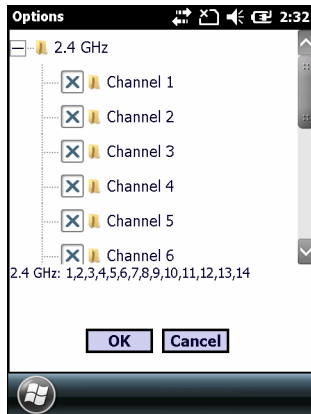 Options 2:32
2.4 GHz
Channel 1
Channel 2
Channel 3
Channel 4
Channel 5
Channel 6
2.4 GHz: 1,2,3,4,5,6,7,8,9,10,11,12,13,14
OK Cancel